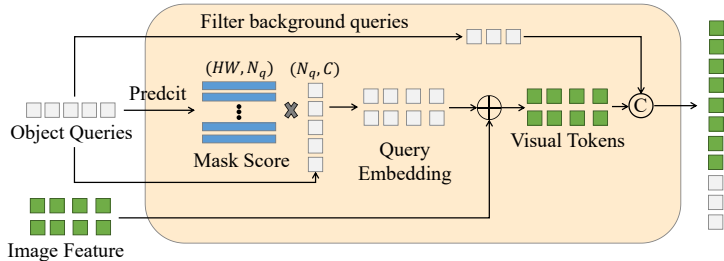 Filter background queries
(HW, N_q) (N_q, C)
Predcit
Object Queries
Mask Score
Query
Embedding
Visual Tokens
C
Image Feature